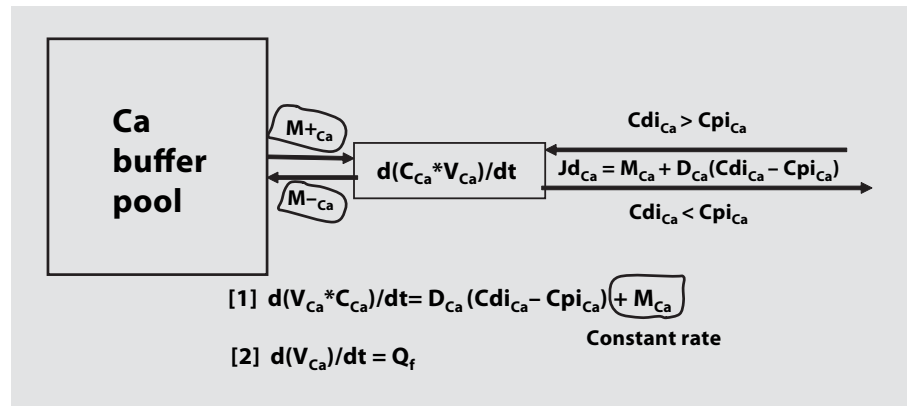 Ca
buffer
pool
M+Ca
M–Ca
d(CCa*VCa)/dt
CdiCa > CpiCa
JdCa = MCa + DCa(CdiCa – CpiCa)
CdiCa < CpiCa
[1] d(VCa*CCa)/dt= DCa (CdiCa– CpiCa) + MCa
Constant rate
[2] d(VCa)/dt = Qf